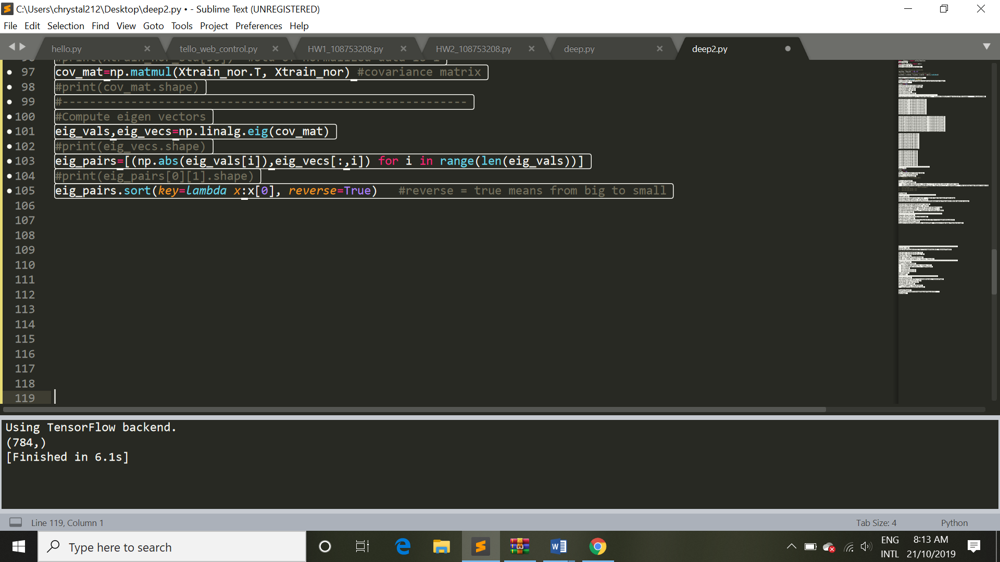 C:\Users\chrystal212\Desktop\deep2.py • - Sublime Text (UNREGISTERED)
File Edit Selection Find View Goto Tools Project Preferences Help
hello.py tello_web_control.py HW1_108753208.py HW2_108753208.py deep.py deep2.py
97 cov_mat=np.matmul(Xtrain_nor.T, Xtrain_nor) #covariance matrix
98 #print(cov_mat.shape)
99 #-----------------------------------------------------------
100 #Compute eigen vectors
101 eig_vals,eig_vecs=np.linalg.eig(cov_mat)
102 #print(eig_vecs.shape)
103 eig_pairs=[(np.abs(eig_vals[i]),eig_vecs[:,i]) for i in range(len(eig_vals))]
104 #print(eig_pairs[0][1].shape)
105 eig_pairs.sort(key=lambda x:x[0], reverse=True)   #reverse = true means from big to small
106
107
108
109
110
111
112
113
114
115
116
117
118
119
Using TensorFlow backend.
(784,)
[Finished in 6.1s]
Line 119, Column 1 Tab Size: 4 Python
Type here to search
ENG 8:13 AM
INTL 21/10/2019